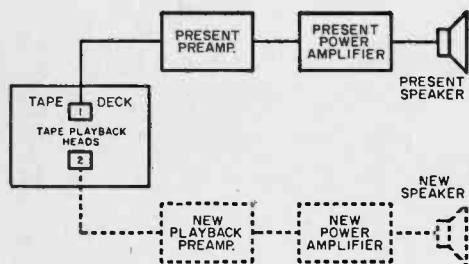 PRESENT
PREAMP.
PRESENT
POWER
AMPLIFIER
PRESENT
SPEAKER
TAPE DECK
1
TAPE PLAYBACK
HEADS
2
NEW
SPEAKER
NEW
PLAYBACK
PREAMP.
NEW
POWER
AMPLIFIER